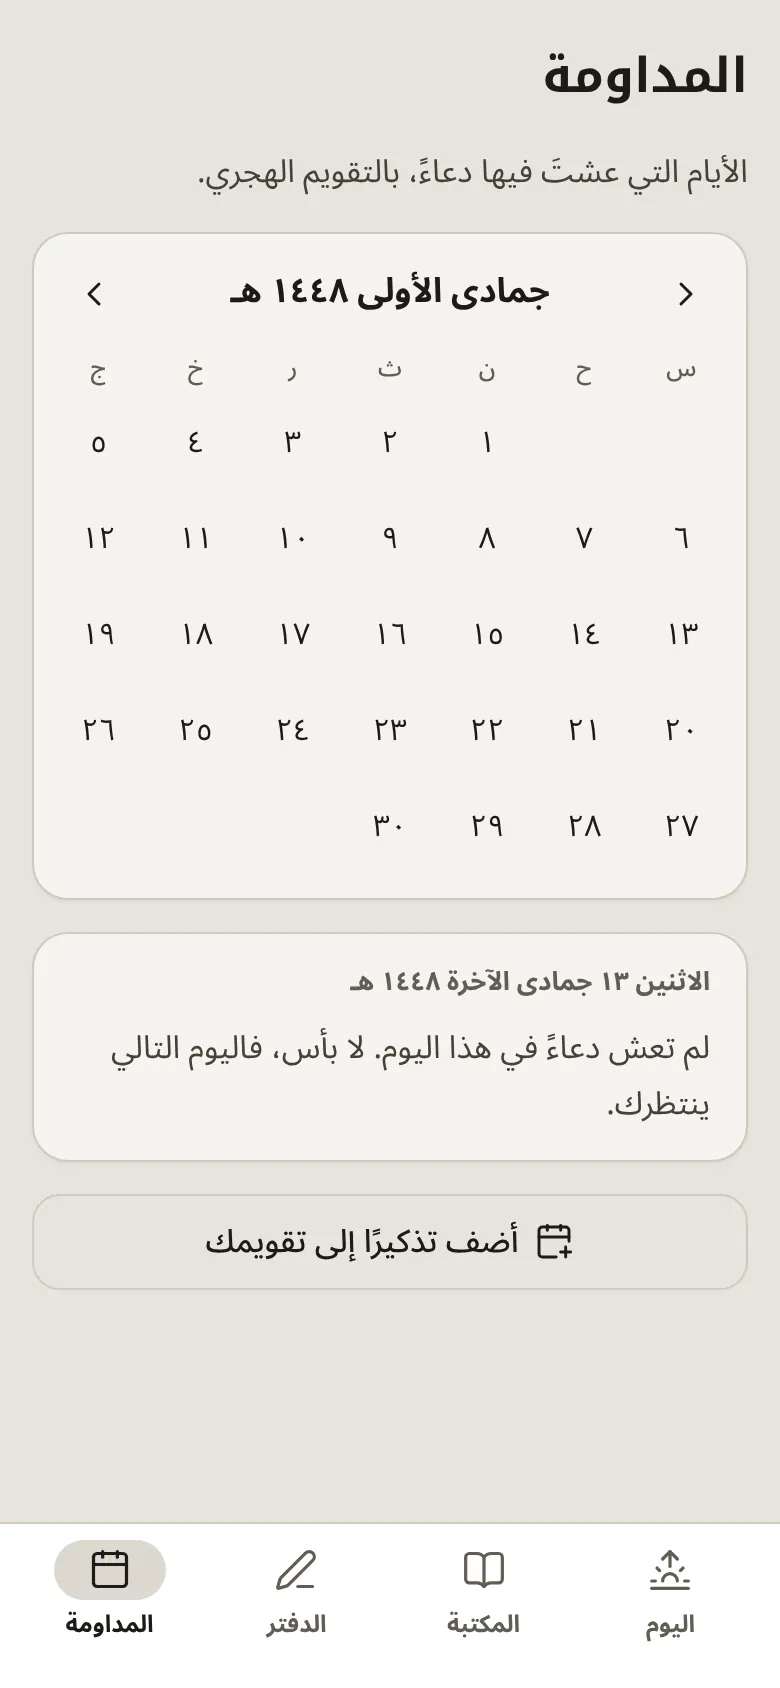 المداومة
الأيام التي عشتَ فيها دعاءً، بالتقويم الهجري.
جمادى الأولى ١٤٤٨ هـ
س ح ن ث ر خ ج
١ ٢ ٣ ٤ ٥
٦ ٧ ٨ ٩ ١٠ ١١ ١٢
١٣ ١٤ ١٥ ١٦ ١٧ ١٨ ١٩
٢٠ ٢١ ٢٢ ٢٣ ٢٤ ٢٥ ٢٦
٢٧ ٢٨ ٢٩ ٣٠
الاثنين ١٣ جمادى الآخرة ١٤٤٨ هـ
لم تعش دعاءً في هذا اليوم. لا بأس، فاليوم التالي
ينتظرك.
أضف تذكيرًا إلى تقويمك
اليوم المكتبة الدفتر المداومة